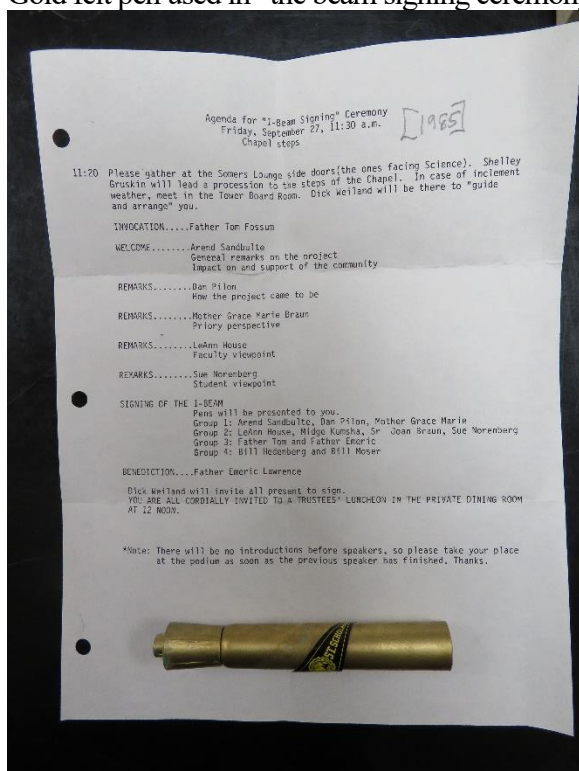 Gold felt pen used in "the beam signing ceremon
Agenda for "I-Beam Signing" Ceremony
Friday, September 27, 11:30 a.m.
Chapel steps
[1985]
11:20 Please gather at the Somers Lounge side doors(the ones facing Science). Shelley
Gruskin will lead a procession to the steps of the Chapel. In case of inclement
weather, meet in the Tower Board Room. Dick Weiland will be there to "guide
and arrange" you.
INVOCATION.....Father Tom Fossum
WELCOME........Arend Sandbulte
General remarks on the project
Impact on and support of the community
REMARKS........Dan Pilon
How the project came to be
REMARKS........Mother Grace Marie Braun
Priory perspective
REMARKS........LeAnn House
Faculty viewpoint
REMARKS........Sue Norenberg
Student viewpoint
SIGNING OF THE I-BEAM
Pens will be presented to you.
Group 1: Arend Sandbulte, Dan Pilon, Mother Grace Marie
Group 2: LeAnn House, Midge Kumsha, Sr Joan Braun, Sue Norenberg
Group 3: Father Tom and Father Emeric
Group 4: Bill Hedenberg and Bill Moser
BENEDICTION....Father Emeric Lawrence
Dick Weiland will invite all present to sign.
YOU ARE ALL CORDIALLY INVITED TO A TRUSTEES' LUNCHEON IN THE PRIVATE DINING ROOM
AT 12 NOON.
*Note: There will be no introductions before speakers, so please take your place
at the podium as soon as the previous speaker has finished. Thanks.